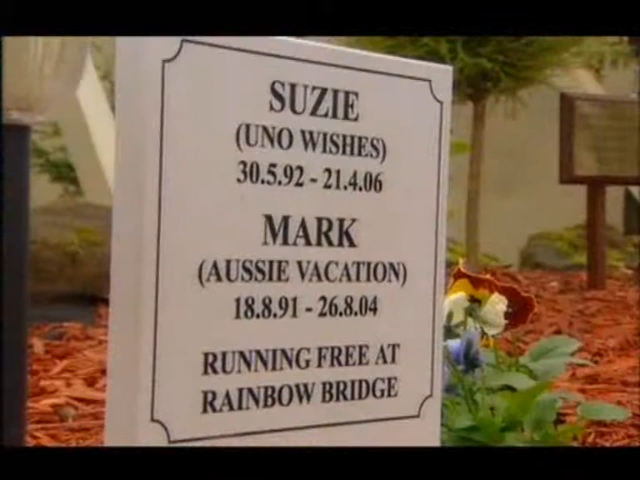 SUZIE
(UNO WISHES)
30.5.92 - 21.4.06
MARK
(AUSSIE VACATION)
18.8.91 - 26.8.04
RUNNING FREE AT
RAINBOW BRIDGE